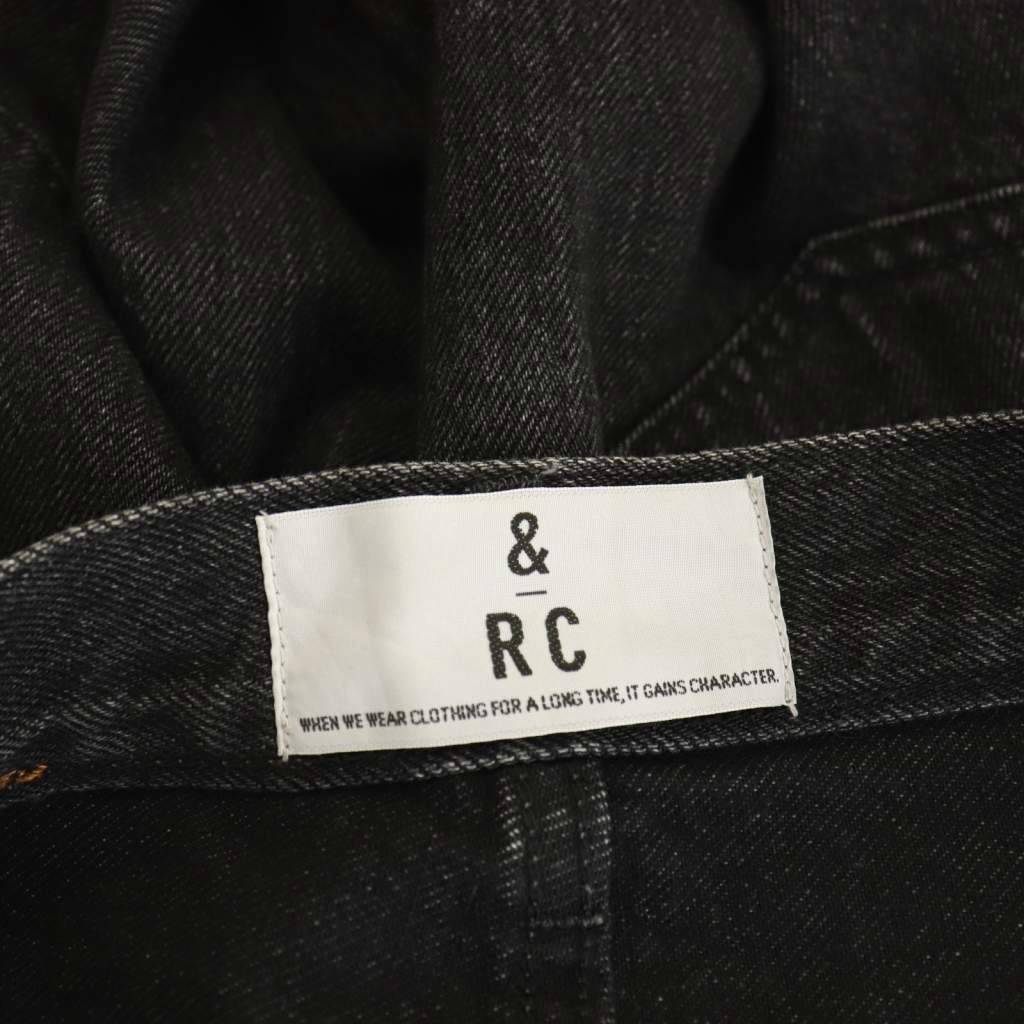 &
RC
WHEN WE WEAR CLOTHING FOR A LONG TIME, IT GAINS CHARACTER.